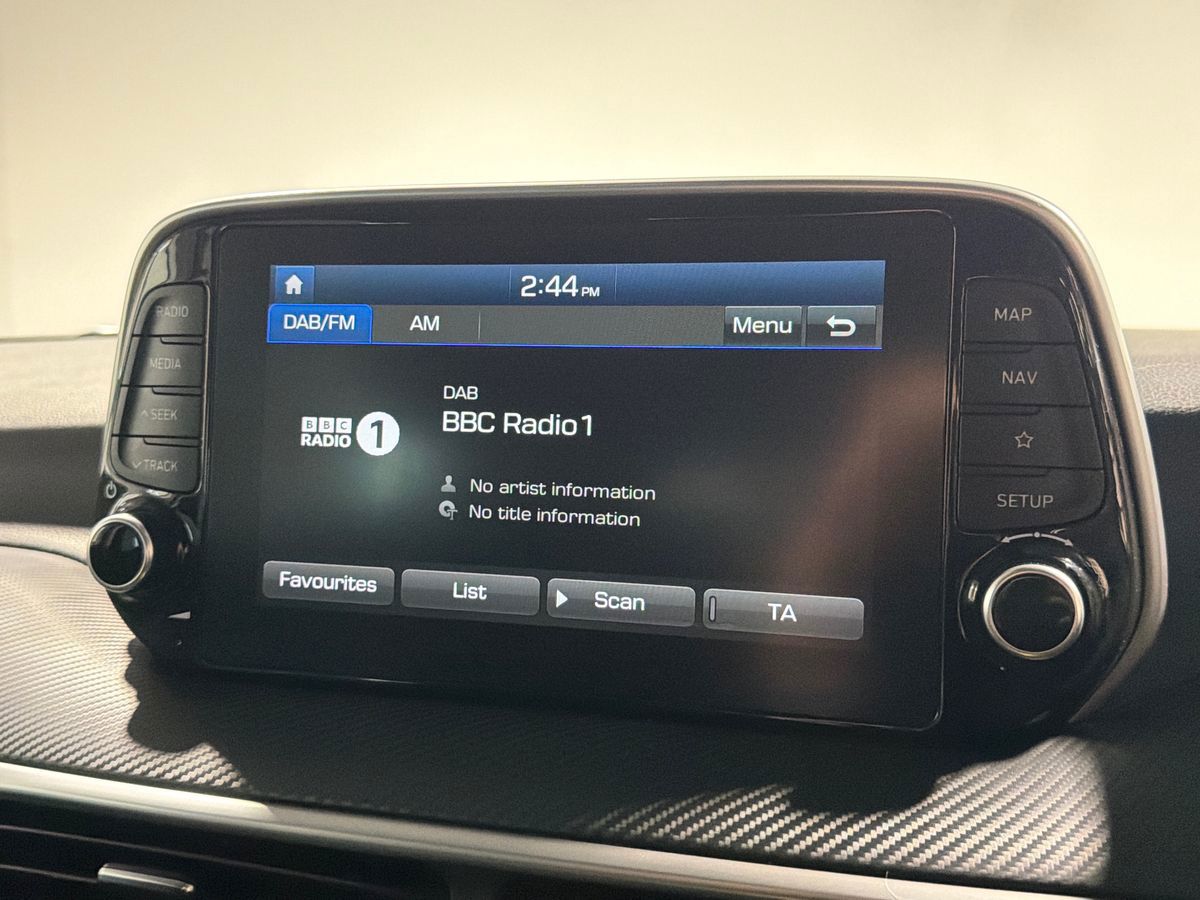 2:44 PM
DAB/FM
AM
Menu
DAB
BBC Radio 1
BBC
RADIO 1
No artist information
No title information
Favourites
List
Scan
TA
RADIO
MEDIA
SEEK
TRACK
MAP
NAV
SETUP